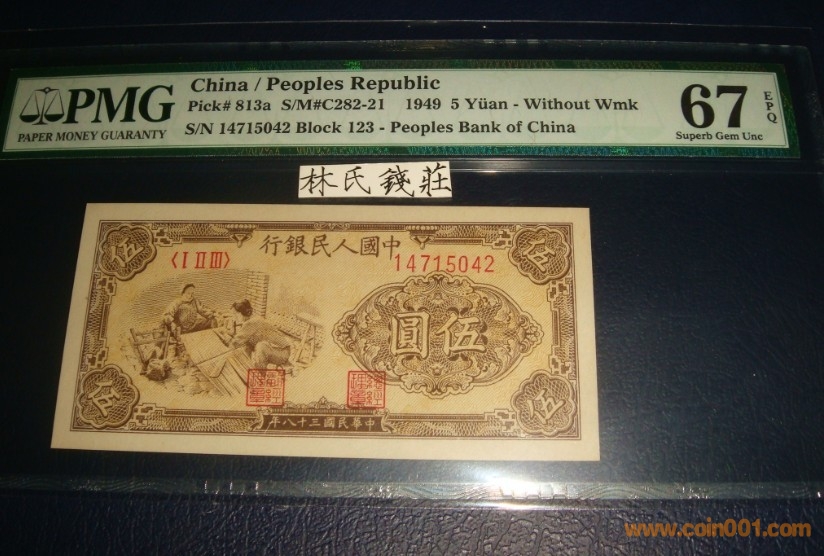 PMG
PAPER MONEY GUARANTY
China / Peoples Republic
Pick# 813a S/M#C282-21 1949 5 Yüan - Without Wmk
S/N 14715042 Block 123 - Peoples Bank of China
67
EPQ
Superb Gem Unc
林氏錢莊
伍
行銀民人國中
伍
〈I II III〉
14715042
圓伍
伍
年八十三國民華中
伍
www.coin001.com